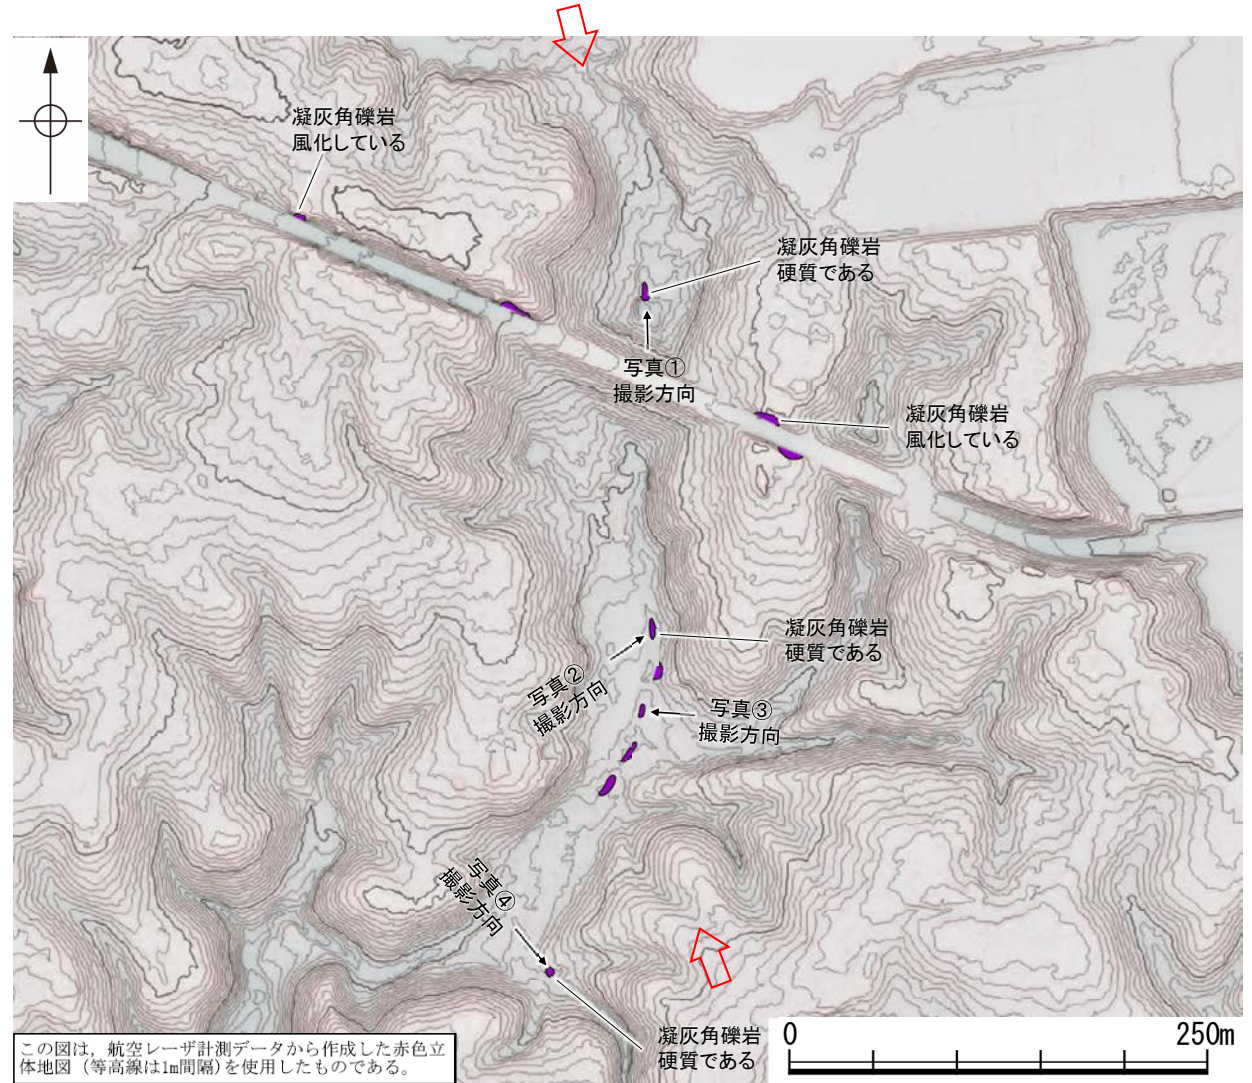 凝灰角礫岩
風化している
凝灰角礫岩
硬質である
写真①
撮影方向
凝灰角礫岩
風化している
凝灰角礫岩
硬質である
写真②
撮影方向
写真③
撮影方向
写真④
撮影方向
凝灰角礫岩
硬質である
0
250m
この図は，航空レーザ計測データから作成した赤色立
体地図（等高線は1m間隔)を使用したものである。